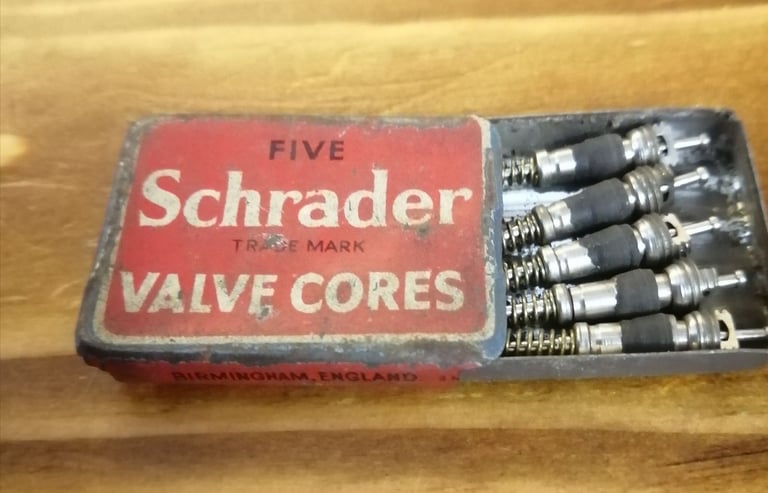 FIVE
Schrader
TRADE MARK
VALVE CORES
BIRMINGHAM, ENGLAND